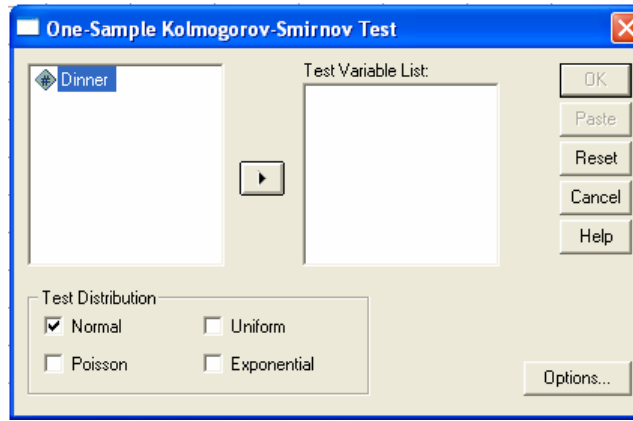 One-Sample Kolmogorov-Smirnov Test
Dinner
Test Variable List:
OK
Paste
Reset
Cancel
Help
Test Distribution
Normal
Uniform
Poisson
Exponential
Options...